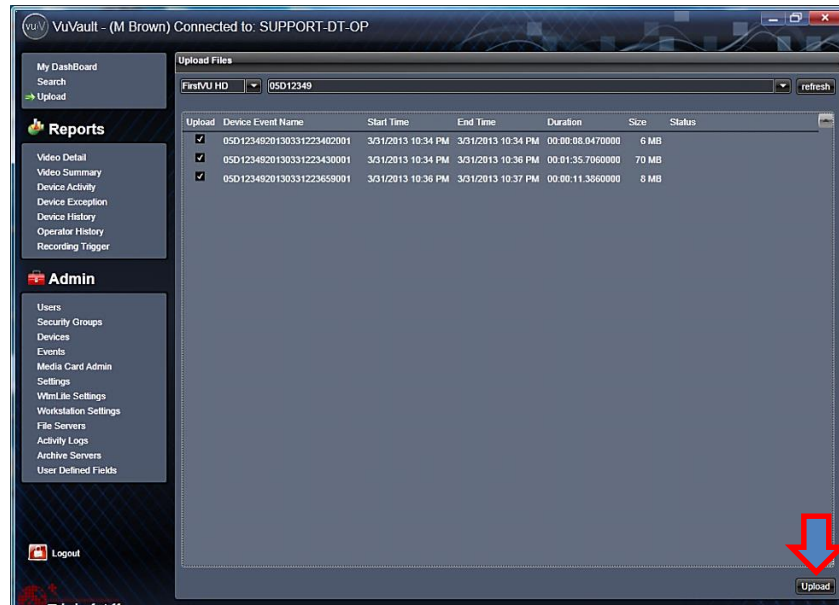 vuV VuVault - (M Brown) Connected to: SUPPORT-DT-OP
My DashBoard
Search
Upload
Reports
Video Detail
Video Summary
Device Activity
Device Exception
Device History
Operator History
Recording Trigger
Admin
Users
Security Groups
Devices
Events
Media Card Admin
Settings
WtmLite Settings
Workstation Settings
File Servers
Activity Logs
Archive Servers
User Defined Fields
Logout
Upload Files
FirstVU HD 05D12349 refresh
Upload Device Event Name Start Time End Time Duration Size Status
05D1234920130331223402001 3/31/2013 10:34 PM 3/31/2013 10:34 PM 00:00:08.0470000 6 MB
05D1234920130331223430001 3/31/2013 10:34 PM 3/31/2013 10:36 PM 00:01:35.7060000 70 MB
05D1234920130331223659001 3/31/2013 10:36 PM 3/31/2013 10:37 PM 00:00:11.3860000 8 MB
Upload